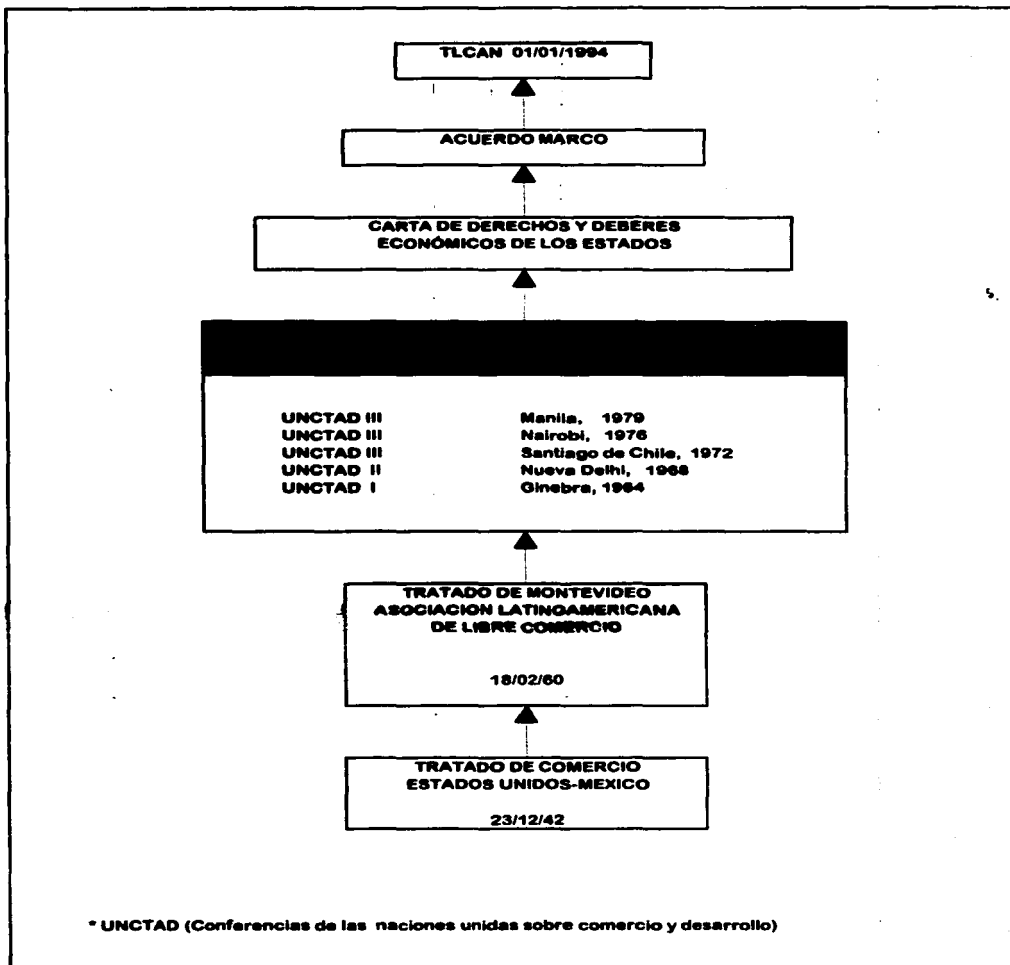 TLCAN 01/01/1994
ACUERDO MARCO
CARTA DE DERECHOS Y DEBERES
ECONÓMICOS DE LOS ESTADOS
UNCTAD III Manila, 1979
UNCTAD III Nairobi, 1976
UNCTAD III Santiago de Chile, 1972
UNCTAD II Nueva Delhi, 1968
UNCTAD I Ginebra, 1964
TRATADO DE MONTEVIDEO
ASOCIACION LATINOAMERICANA
DE LIBRE COMERCIO
18/02/60
TRATADO DE COMERCIO
ESTADOS UNIDOS-MEXICO
23/12/42
* UNCTAD (Conferencias de las naciones unidas sobre comercio y desarrollo)